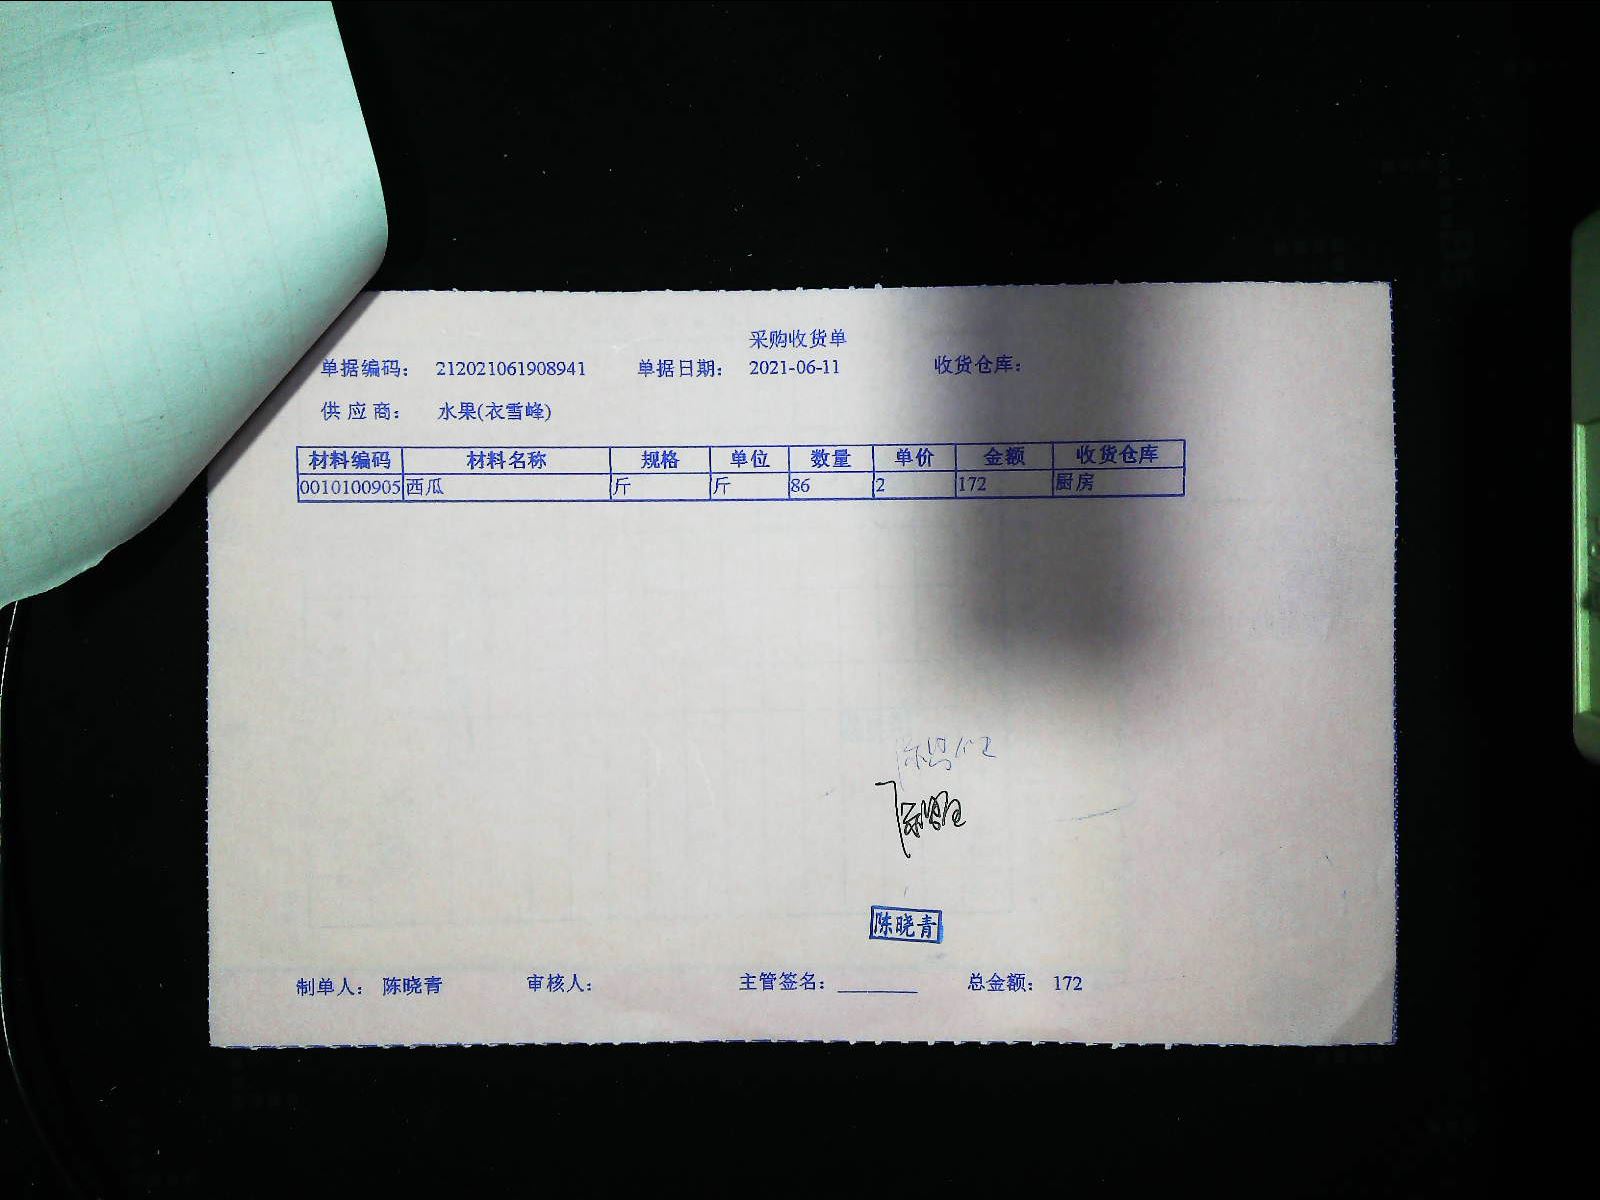 采购收货单
单据编码： 212021061908941 单据日期： 2021-06-11 收货仓库：
供 应 商： 水果(衣雪峰)
材料编码 材料名称 规格 单位 数量 单价 金额 收货仓库
0010100905 西瓜 斤 斤 86 2 172 厨房
陈晓青
制单人： 陈晓青 审核人： 主管签名：________ 总金额： 172